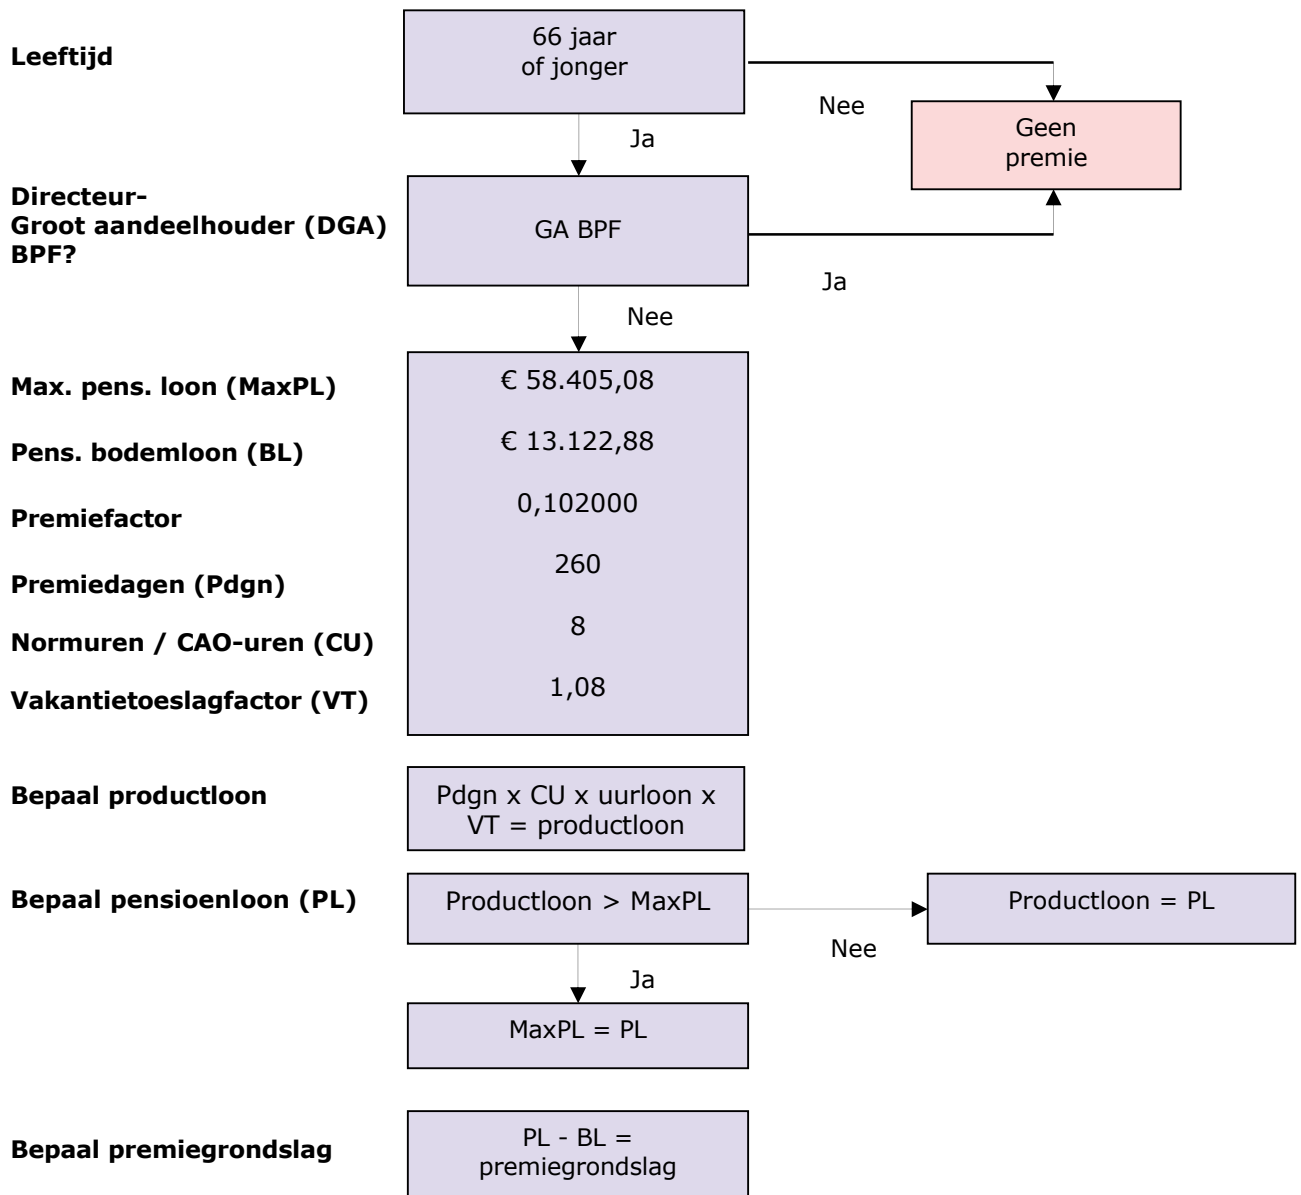 Leeftijd
66 jaar
of jonger
Nee
Geen
premie
Ja
Directeur-
Groot aandeelhouder (DGA)
BPF?
GA BPF
Ja
Nee
Max. pens. loon (MaxPL)
€ 58.405,08
Pens. bodemloon (BL)
€ 13.122,88
Premiefactor
0,102000
Premiedagen (Pdgn)
260
Normuren / CAO-uren (CU)
8
Vakantietoeslagfactor (VT)
1,08
Bepaal productloon
Pdgn x CU x uurloon x
VT = productloon
Bepaal pensioenloon (PL)
Productloon > MaxPL
Nee
Productloon = PL
Ja
MaxPL = PL
Bepaal premiegrondslag
PL - BL =
premiegrondslag